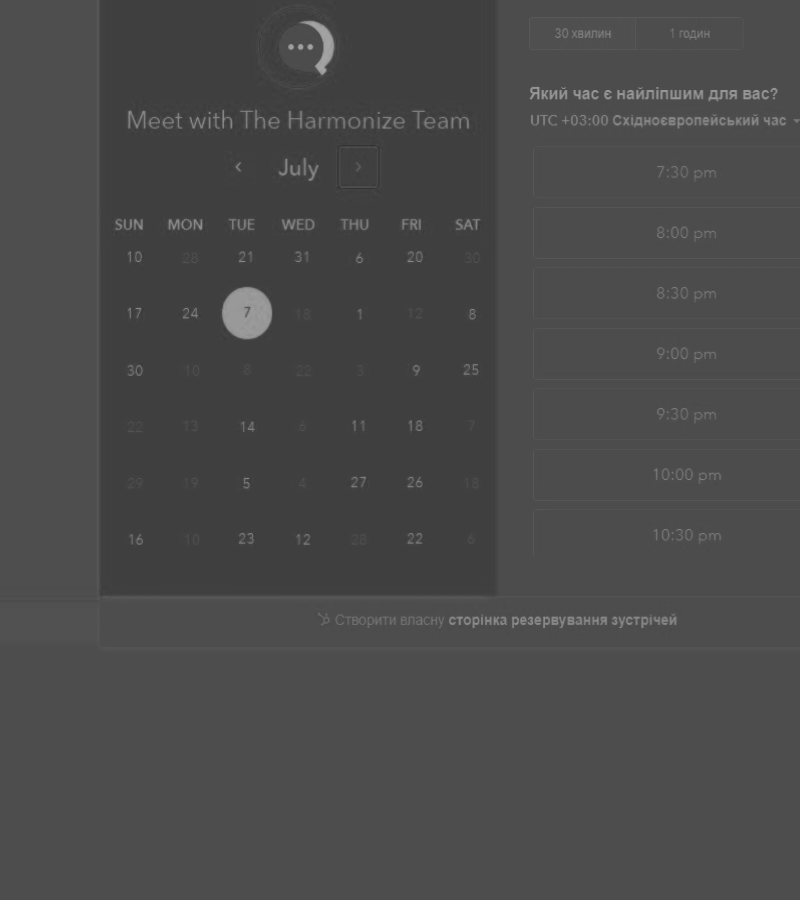 30 хвилин 1 годин
Який час є найліпшим для вас?
UTC +03:00 Східноєвропейський час
Meet with The Harmonize Team
July
SUN MON TUE WED THU FRI SAT
10 28 21 31 6 20 30
17 24 7 18 1 12 8
30 10 8 22 3 9 25
22 13 14 6 11 18 7
29 19 5 4 27 26 18
16 10 23 12 28 22 6
7:30 pm
8:00 pm
8:30 pm
9:00 pm
9:30 pm
10:00 pm
10:30 pm
Створити власну сторінка резервування зустрічей